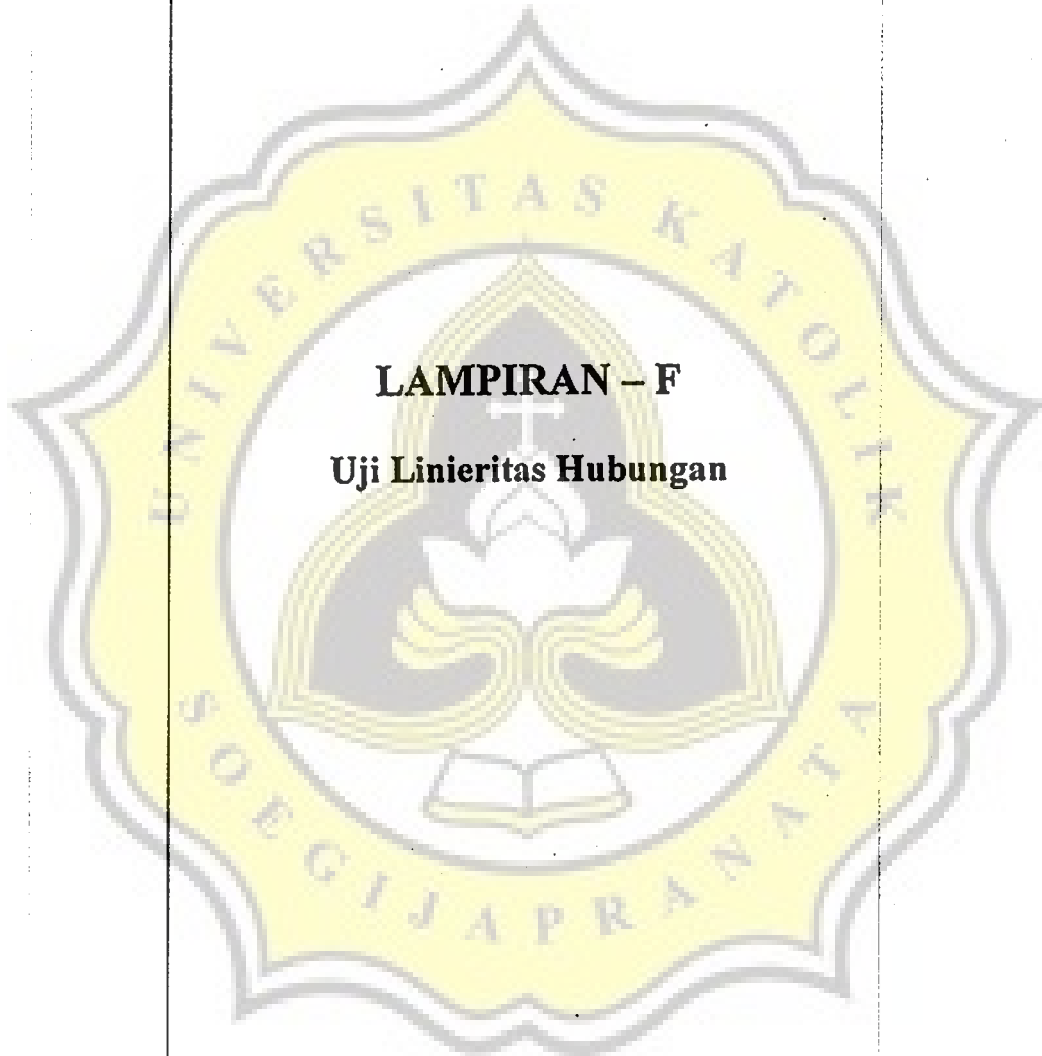 UNIVERSITAS KATOLIK
LAMPIRAN – F
Uji Linieritas Hubungan
SOEGIJAPRANATA